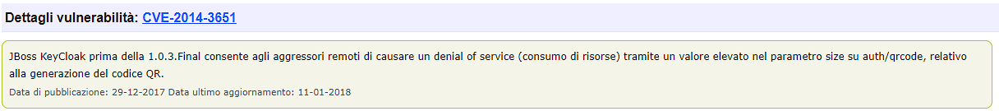 Dettagli vulnerabilità: CVE-2014-3651
JBoss KeyCloak prima della 1.0.3.Final consente agli aggressori remoti di causare un denial of service (consumo di risorse) tramite un valore elevato nel parametro size su auth/qrcode, relativo
alla generazione del codice QR.
Data di pubblicazione: 29-12-2017 Data ultimo aggiornamento: 11-01-2018